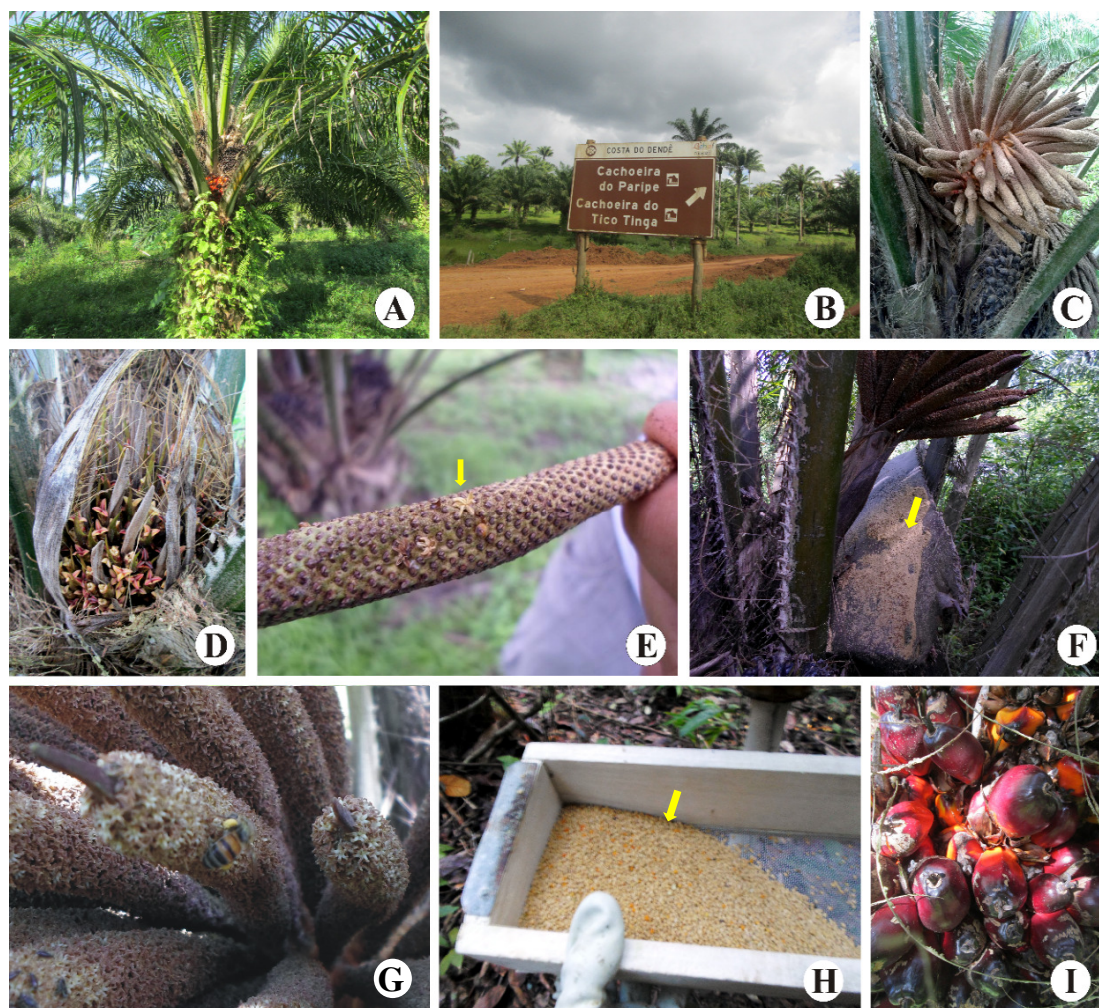 A
B
COSTA DO DENDÊ
Cachoeira
do Paripe
Cachoeira do
Tico Tinga
C
D
E
F
G
H
I